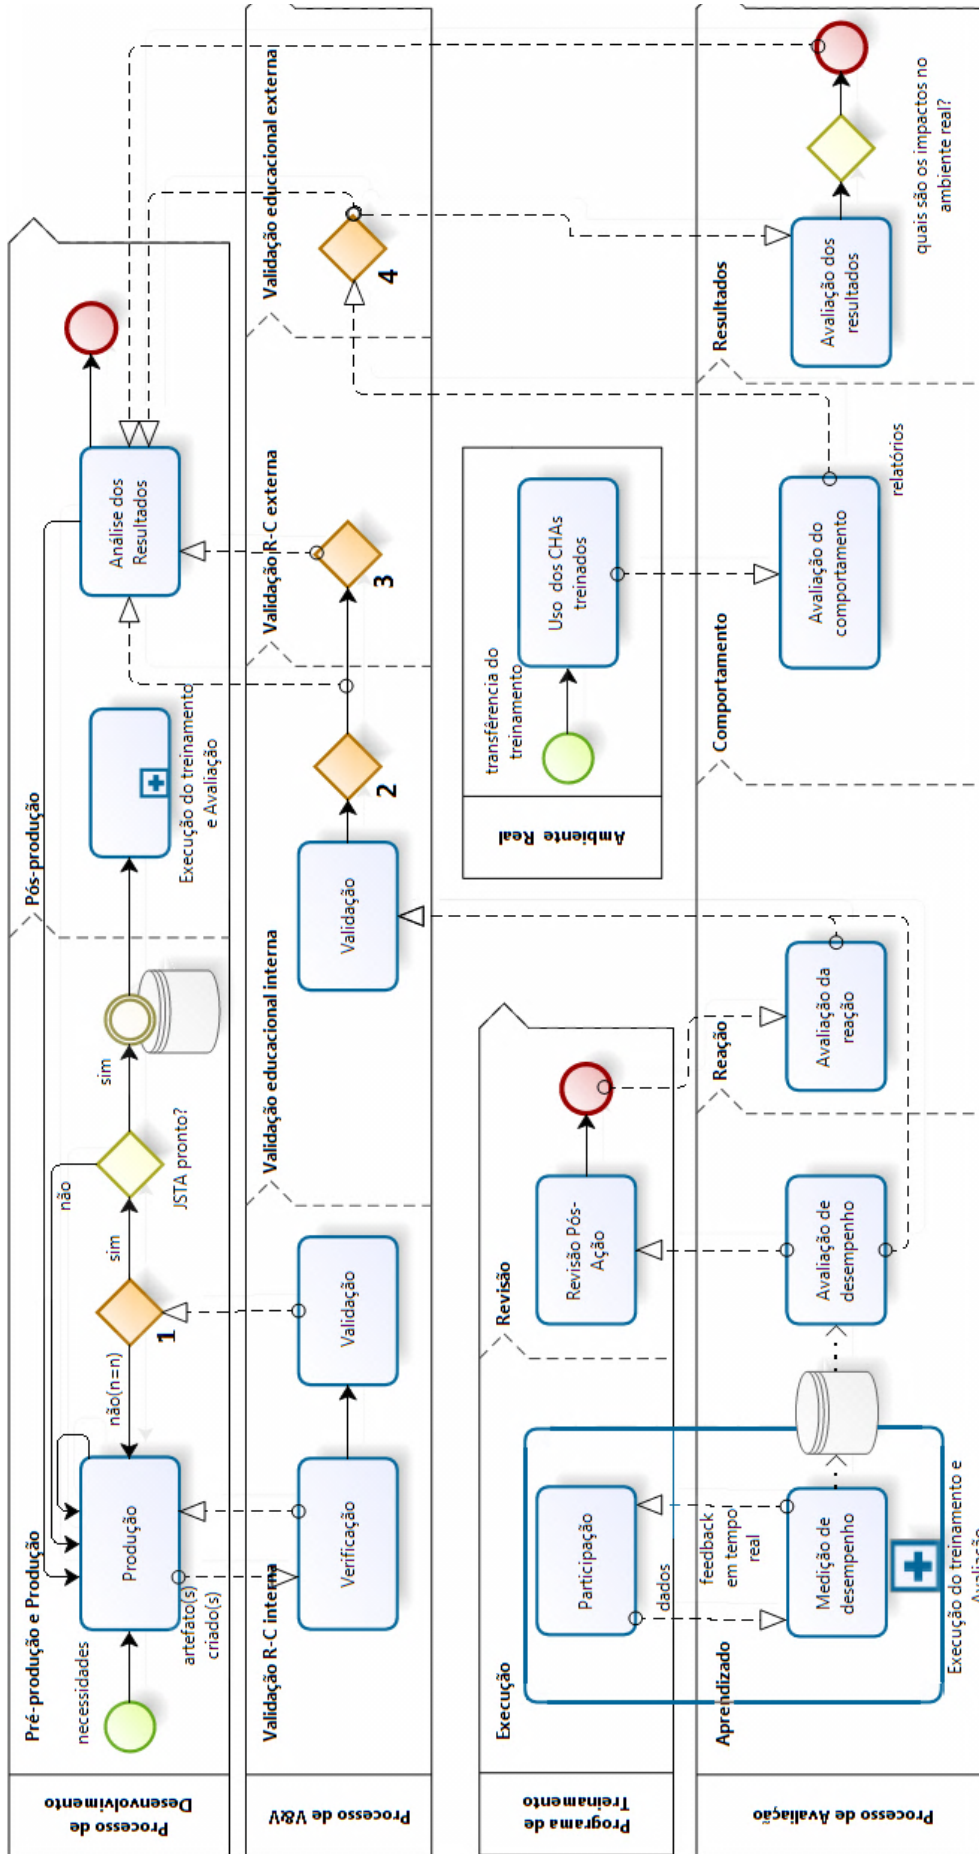 Processo de
Desenvolvimento
Pré-produção e Produção
necessidades
Produção
artefato(s)
criado(s)
não(n=n)
1
sim
não
JSTA pronto?
sim
Pós-produção
Execução do treinamento
e Avaliação
Análise dos
Resultados
Processo de V&V
Validação R-C interna
Verificação
Validação
Validação educacional interna
Validação
2
Validação R-C externa
3
Validação educacional externa
4
Programa de
Treinamento
Execução
Participação
dados
feedback
em tempo
real
Revisão
Revisão Pós-
Ação
Ambiente Real
transfêrencia do
treinamento
Uso dos CHAs
treinados
Processo de Avaliação
Aprendizado
Medição de
desempenho
Execução do treinamento e
Avaliação
Avaliação de
desempenho
Reação
Avaliação da
reação
Comportamento
Avaliação do
comportamento
relatórios
Resultados
Avaliação dos
resultados
quais são os impactos no
ambiente real?